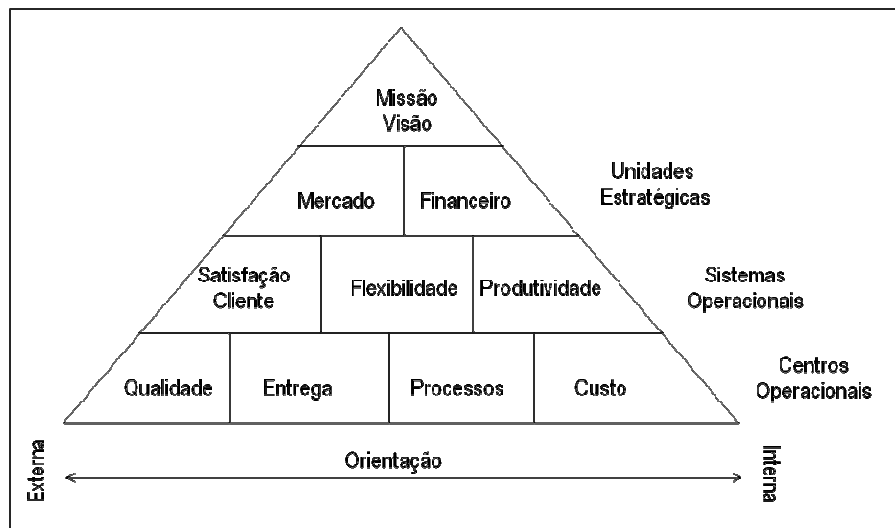 Missão
Visão
Mercado
Financeiro
Unidades
Estratégicas
Satisfação
Cliente
Flexibilidade
Produtividade
Sistemas
Operacionais
Qualidade
Entrega
Processos
Custo
Centros
Operacionais
Externa
Orientação
Interna